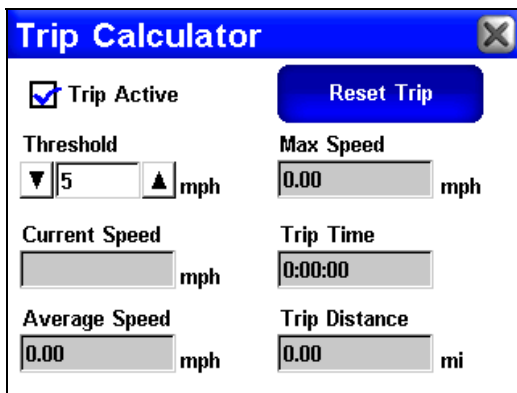 Trip Calculator
Trip Active
Reset Trip
Threshold
5 mph
Max Speed
0.00 mph
Current Speed
mph
Trip Time
0:00:00
Average Speed
0.00 mph
Trip Distance
0.00 mi